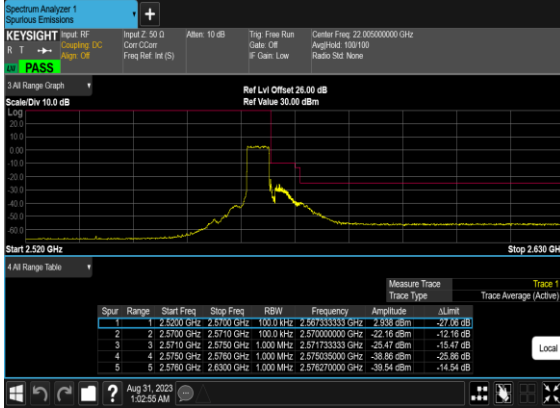 Spectrum Analyzer 1
Spurious Emissions
+
KEYSIGHT Input: RF Input Z: 50 Ω Atten: 10 dB Trig: Free Run Center Freq: 22.005000000 GHz
R T Coupling: DC Corr CCorr Gate: Off Avg|Hold: 100/100
Align: Off Freq Ref: Int (S) IF Gain: Low Radio Std: None
LXI PASS
3 All Range Graph
Ref Lvl Offset 26.00 dB
Scale/Div 10.0 dB Ref Value 30.00 dBm
Log
20.0
10.0
0.00
-10.0
-20.0
-30.0
-40.0
-50.0
-60.0
Start 2.520 GHz Stop 2.630 GH
4 All Range Table
Measure Trace Trace 1
Trace Type Trace Average (Active)
Spur Range Start Freq Stop Freq RBW Frequency Amplitude ΔLimit
1 1 2.5200 GHz 2.5700 GHz 100.0 kHz 2.567333333 GHz 2.938 dBm -27.06 dB
2 2 2.5700 GHz 2.5710 GHz 100.0 kHz 2.570000000 GHz -22.16 dBm -12.16 dB
3 3 2.5710 GHz 2.5750 GHz 1.000 MHz 2.571733333 GHz -25.47 dBm -15.47 dB
4 4 2.5750 GHz 2.5760 GHz 1.000 MHz 2.575035000 GHz -38.86 dBm -25.86 dB
5 5 2.5760 GHz 2.6300 GHz 1.000 MHz 2.576270000 GHz -39.54 dBm -14.54 dB
Local
? Aug 31, 2023
1:02:55 AM